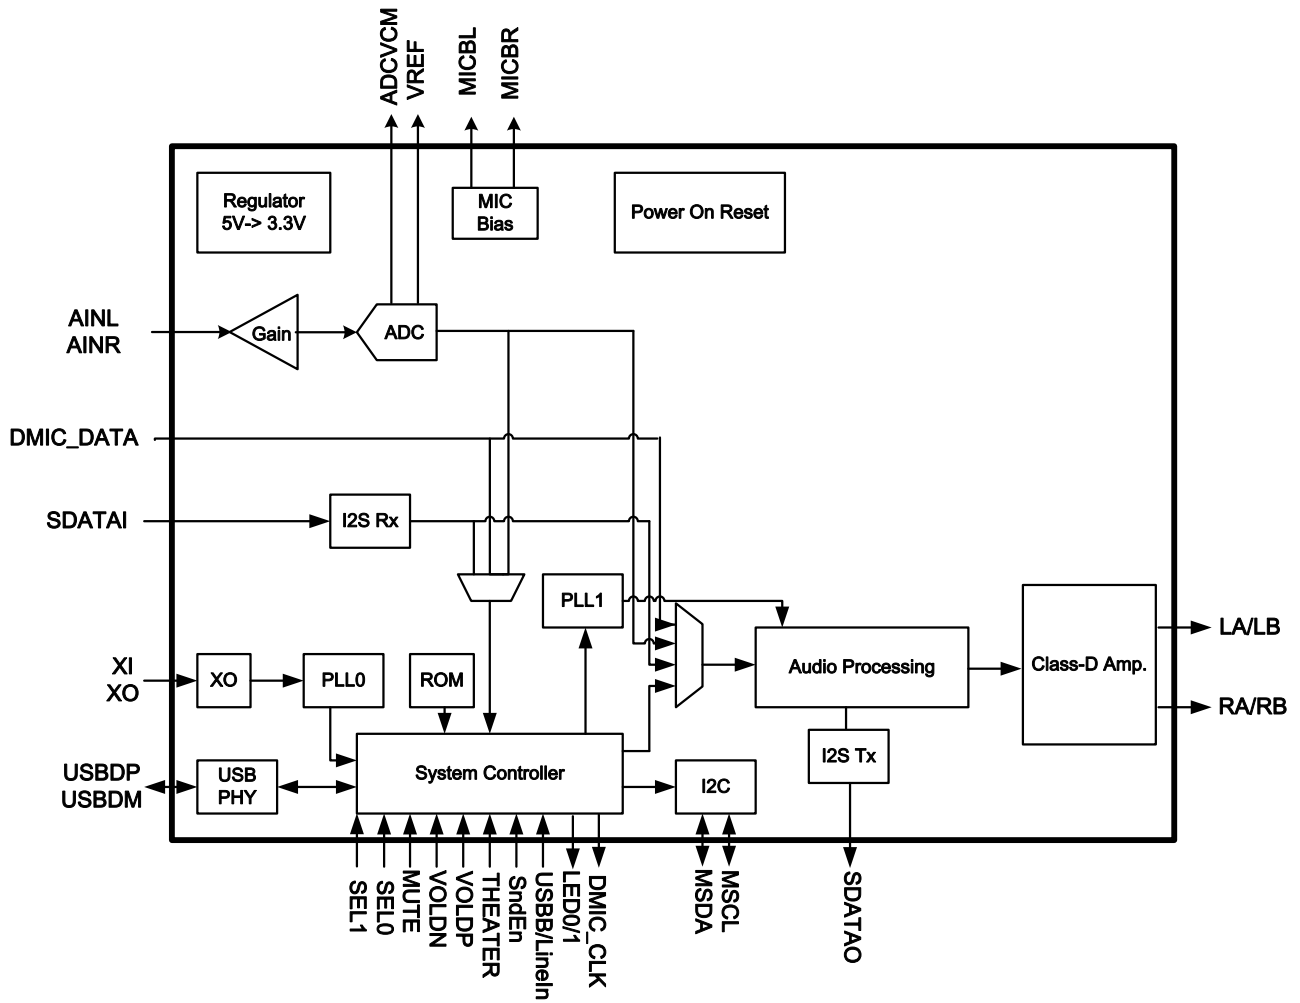 ADCVCM
VREF
MICBL
MICBR
Regulator
5V-> 3.3V
MIC
Bias
Power On Reset
AINL
AINR
Gain
ADC
DMIC_DATA
SDATAI
I2S Rx
PLL1
XI
XO
XO
PLL0
ROM
Audio Processing
Class-D Amp.
LA/LB
RA/RB
USBDP
USBDM
USB
PHY
System Controller
I2C
I2S Tx
SEL1
SEL0
MUTE
VOLDN
VOLDP
THEATER
SndEn
USBB/LineIn
LED0/1
DMIC_CLK
MSDA
MSCL
SDATAO